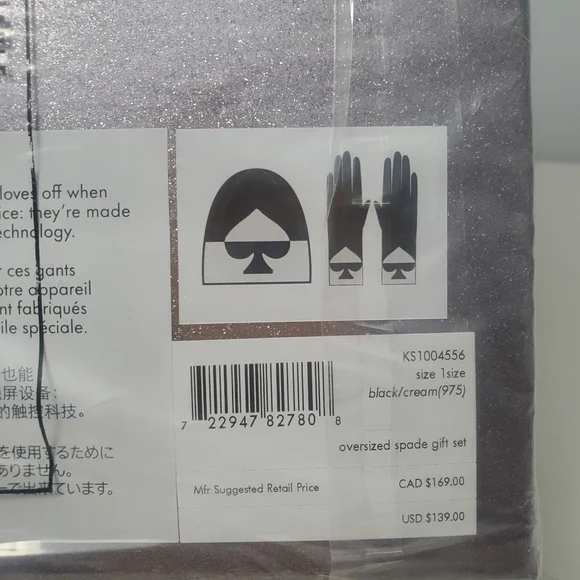 loves off when
ice: they're made
echnology.
r ces gants
otre appareil
nt fabriqués
ile spéciale.
也能
触屏设备:
的触控科技。
を使用するために
ありません。
ーで出来ています。
KS1004556
size 1size
black/cream(975)
7 22947 82780 8
oversized spade gift set
Mfr Suggested Retail Price CAD $169.00
USD $139.00